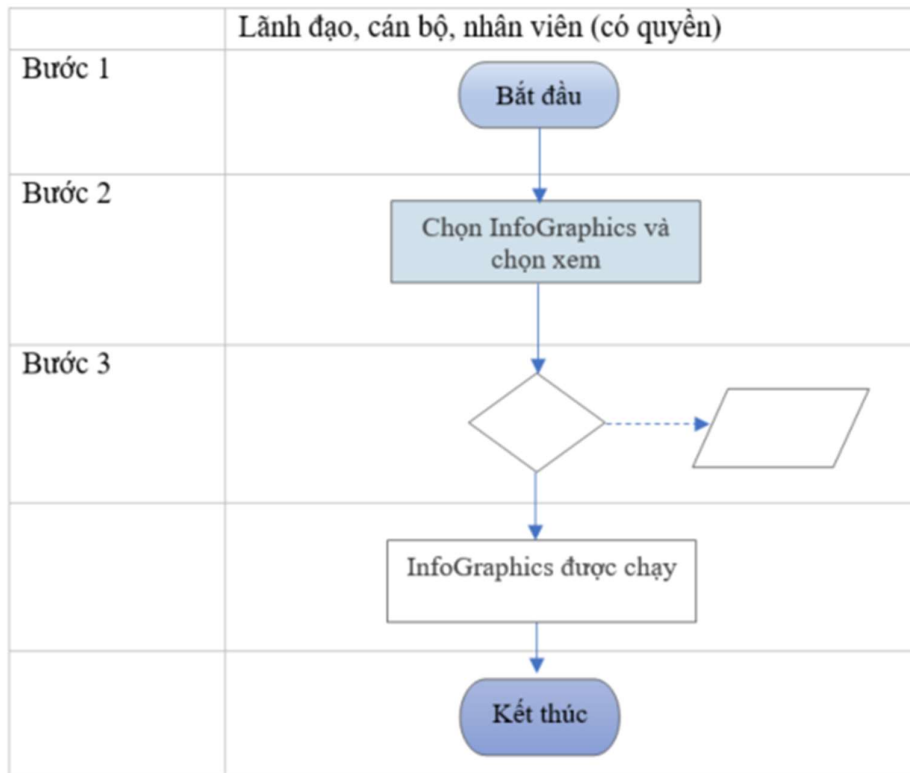 Lãnh đạo, cán bộ, nhân viên (có quyền)
Bước 1
Bắt đầu
Bước 2
Chọn InfoGraphics và
chọn xem
Bước 3
InfoGraphics được chạy
Kết thúc